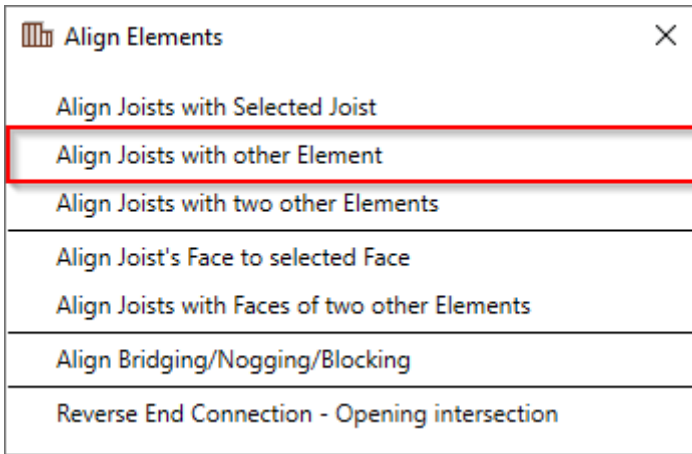 Align Elements
Align Joists with Selected Joist
Align Joists with other Element
Align Joists with two other Elements
Align Joist's Face to selected Face
Align Joists with Faces of two other Elements
Align Bridging/Nogging/Blocking
Reverse End Connection - Opening intersection